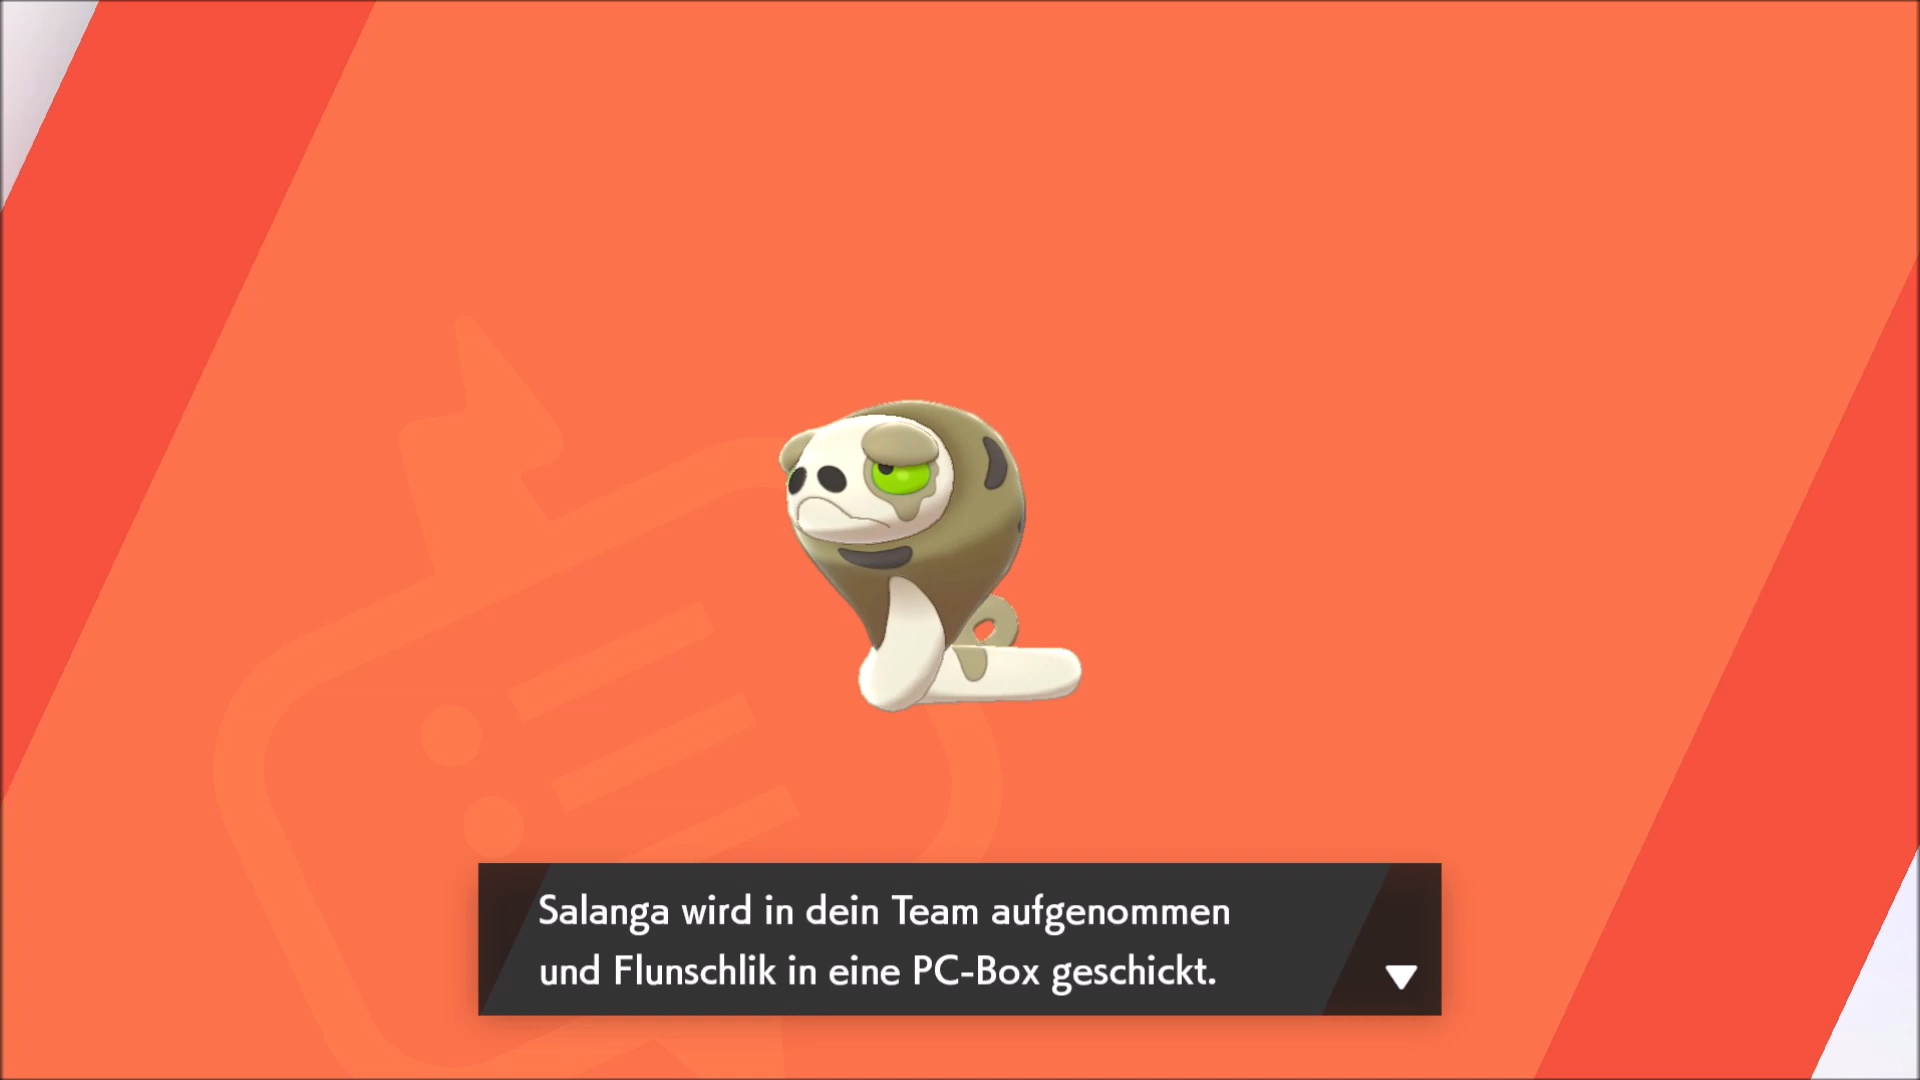 Salanga wird in dein Team aufgenommen
und Flunschlik in eine PC-Box geschickt.